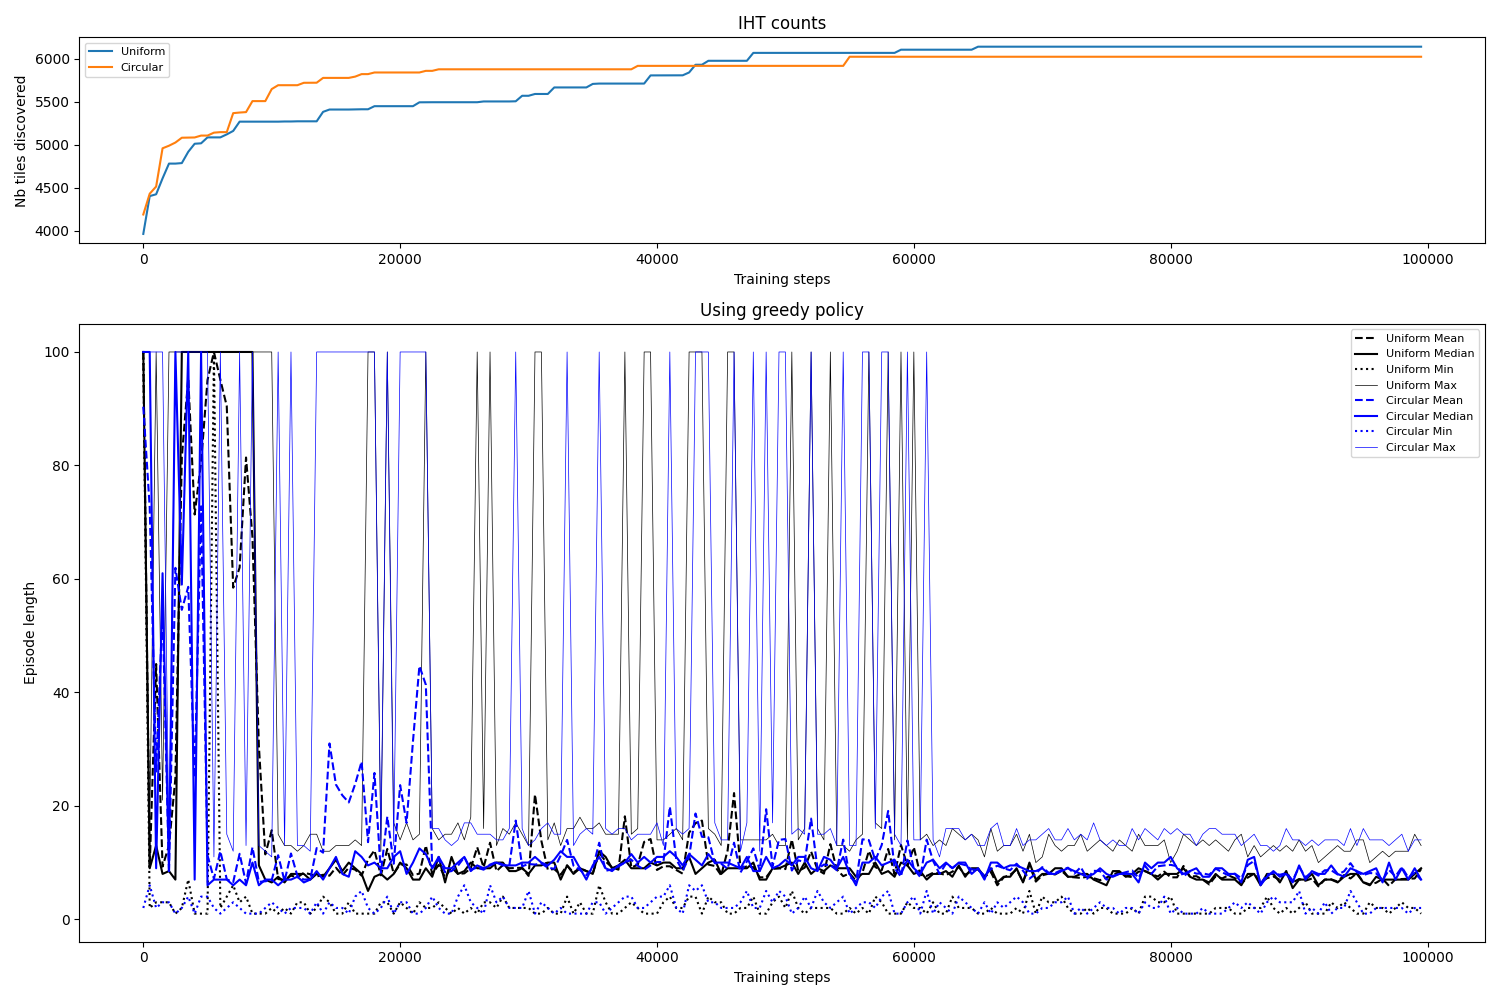 IHT counts
Uniform
Circular
6000
5500
5000
4500
4000
Nb tiles discovered
0 20000 40000 60000 80000 100000
Training steps
Using greedy policy
Uniform Mean
Uniform Median
Uniform Min
Uniform Max
Circular Mean
Circular Median
Circular Min
Circular Max
100
80
60
40
20
0
Episode length
0 20000 40000 60000 80000 100000
Training steps